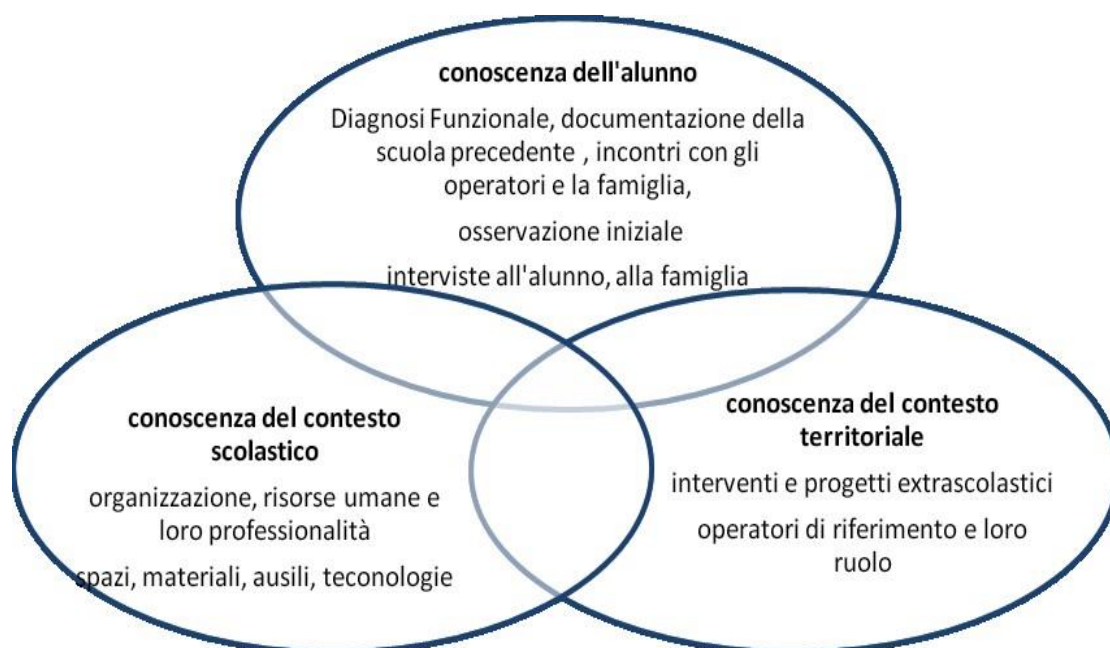 conoscenza dell'alunno
Diagnosi Funzionale, documentazione della
scuola precedente , incontri con gli
operatori e la famiglia,
osservazione iniziale
interviste all'alunno, alla famiglia
conoscenza del contesto
scolastico
organizzazione, risorse umane e
loro professionalità
spazi, materiali, ausili, teconologie
conoscenza del contesto
territoriale
interventi e progetti extrascolastici
operatori di riferimento e loro
ruolo